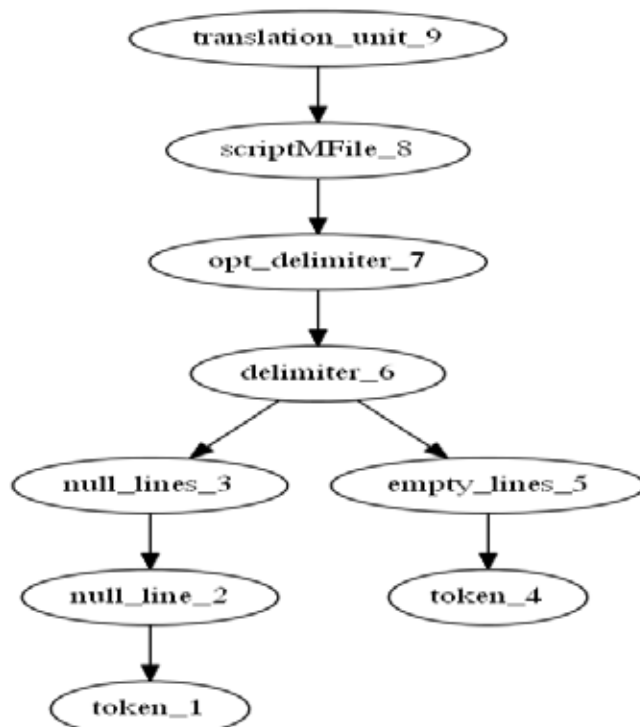 translation_unit_9
scriptMFile_8
opt_delimiter_7
delimiter_6
null_lines_3
empty_lines_5
null_line_2
token_4
token_1